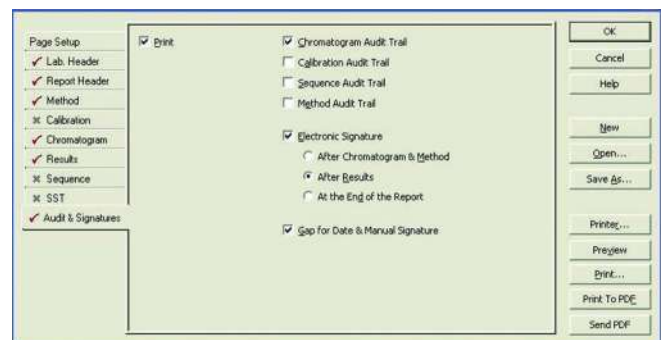 Page Setup
Lab. Header
Report Header
Method
Calibration
Chromatogram
Results
Sequence
SST
Audit & Signatures
Print
Chromatogram Audit Trail
Calibration Audit Trail
Sequence Audit Trail
Method Audit Trail
Electronic Signature
After Chromatogram & Method
After Results
At the End of the Report
Gap for Date & Manual Signature
OK
Cancel
Help
New
Open...
Save As...
Printer...
Preview
Print...
Print To PDF
Send PDF